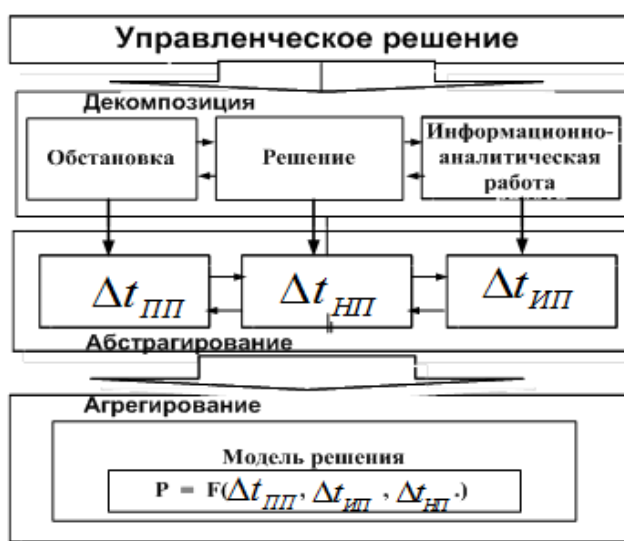 Управленческое решение
Декомпозиция
Обстановка
Решение
Информационно-
аналитическая
работа
Δt ПП
Δt НП
Δt ИП
Абстрагирование
Агрегирование
Модель решения
P = F(Δt ПП, Δt ИП, Δt НП.)